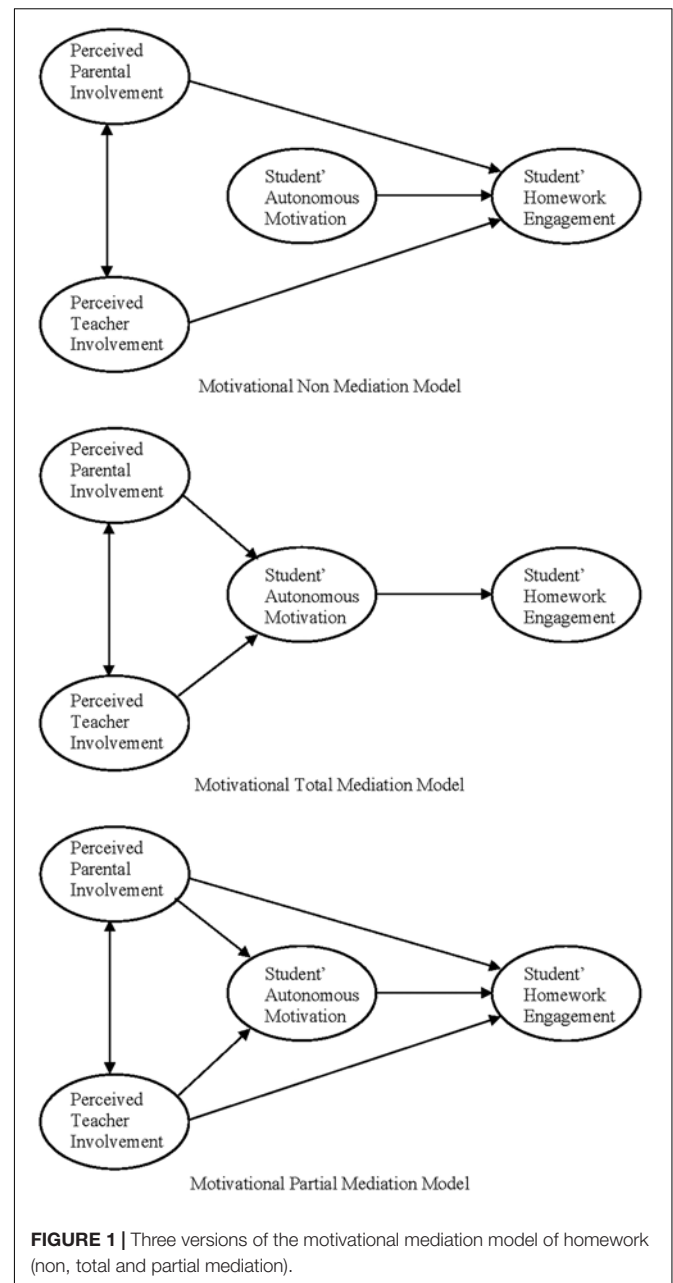 Perceived
Parental
Involvement
Student’
Autonomous
Motivation
Student’
Homework
Engagement
Perceived
Teacher
Involvement
Motivational Non Mediation Model
Perceived
Parental
Involvement
Student’
Autonomous
Motivation
Student’
Homework
Engagement
Perceived
Teacher
Involvement
Motivational Total Mediation Model
Perceived
Parental
Involvement
Student’
Autonomous
Motivation
Student’
Homework
Engagement
Perceived
Teacher
Involvement
Motivational Partial Mediation Model
FIGURE 1 | Three versions of the motivational mediation model of homework
(non, total and partial mediation).